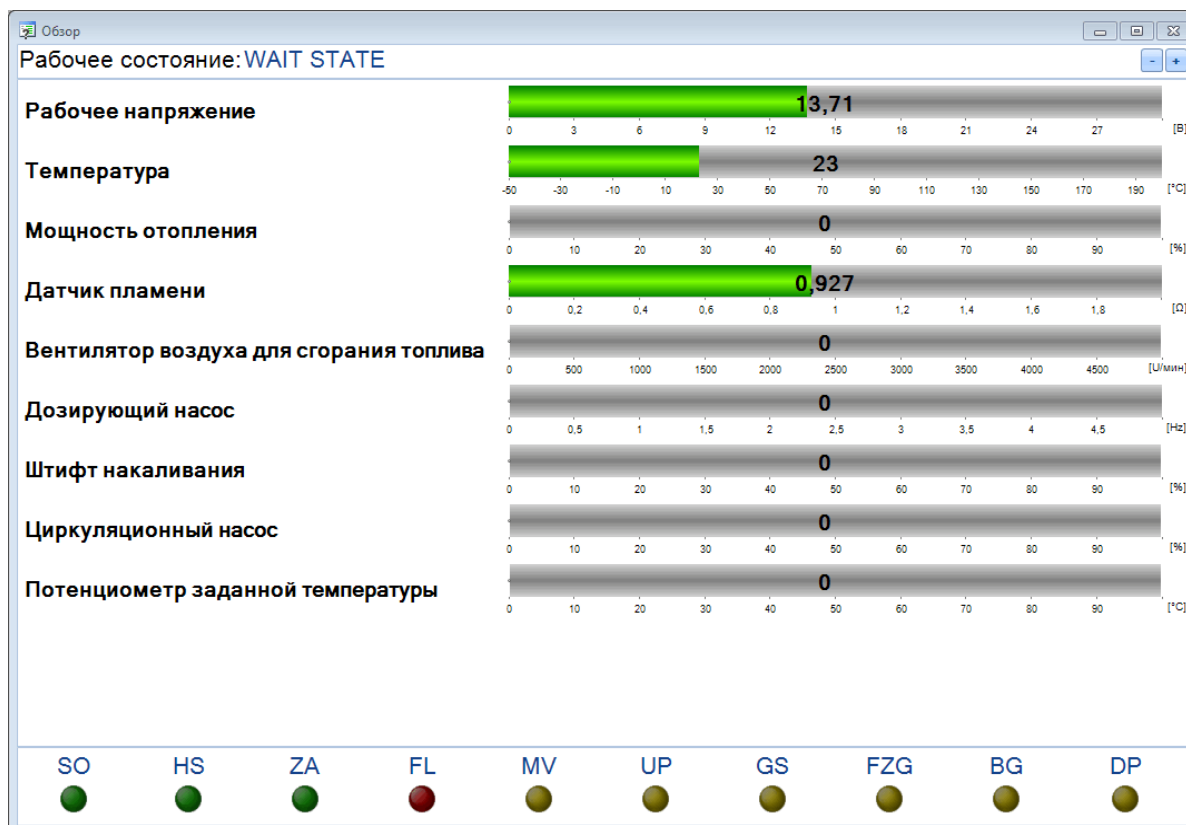 Обзор
Рабочее состояние: WAIT STATE
- +
Рабочее напряжение
13,71
0 3 6 9 12 15 18 21 24 27 [В]
Температура
23
-50 -30 -10 10 30 50 70 90 110 130 150 170 190 [°C]
Мощность отопления
0
0 10 20 30 40 50 60 70 80 90 [%]
Датчик пламени
0,927
0 0,2 0,4 0,6 0,8 1 1,2 1,4 1,6 1,8 [Ω]
Вентилятор воздуха для сгорания топлива
0
0 500 1000 1500 2000 2500 3000 3500 4000 4500 [U/мин]
Дозирующий насос
0
0 0,5 1 1,5 2 2,5 3 3,5 4 4,5 [Hz]
Штифт накаливания
0
0 10 20 30 40 50 60 70 80 90 [%]
Циркуляционный насос
0
0 10 20 30 40 50 60 70 80 90 [%]
Потенциометр заданной температуры
0
0 10 20 30 40 50 60 70 80 90 [°C]
SO HS ZA FL MV UP GS FZG BG DP